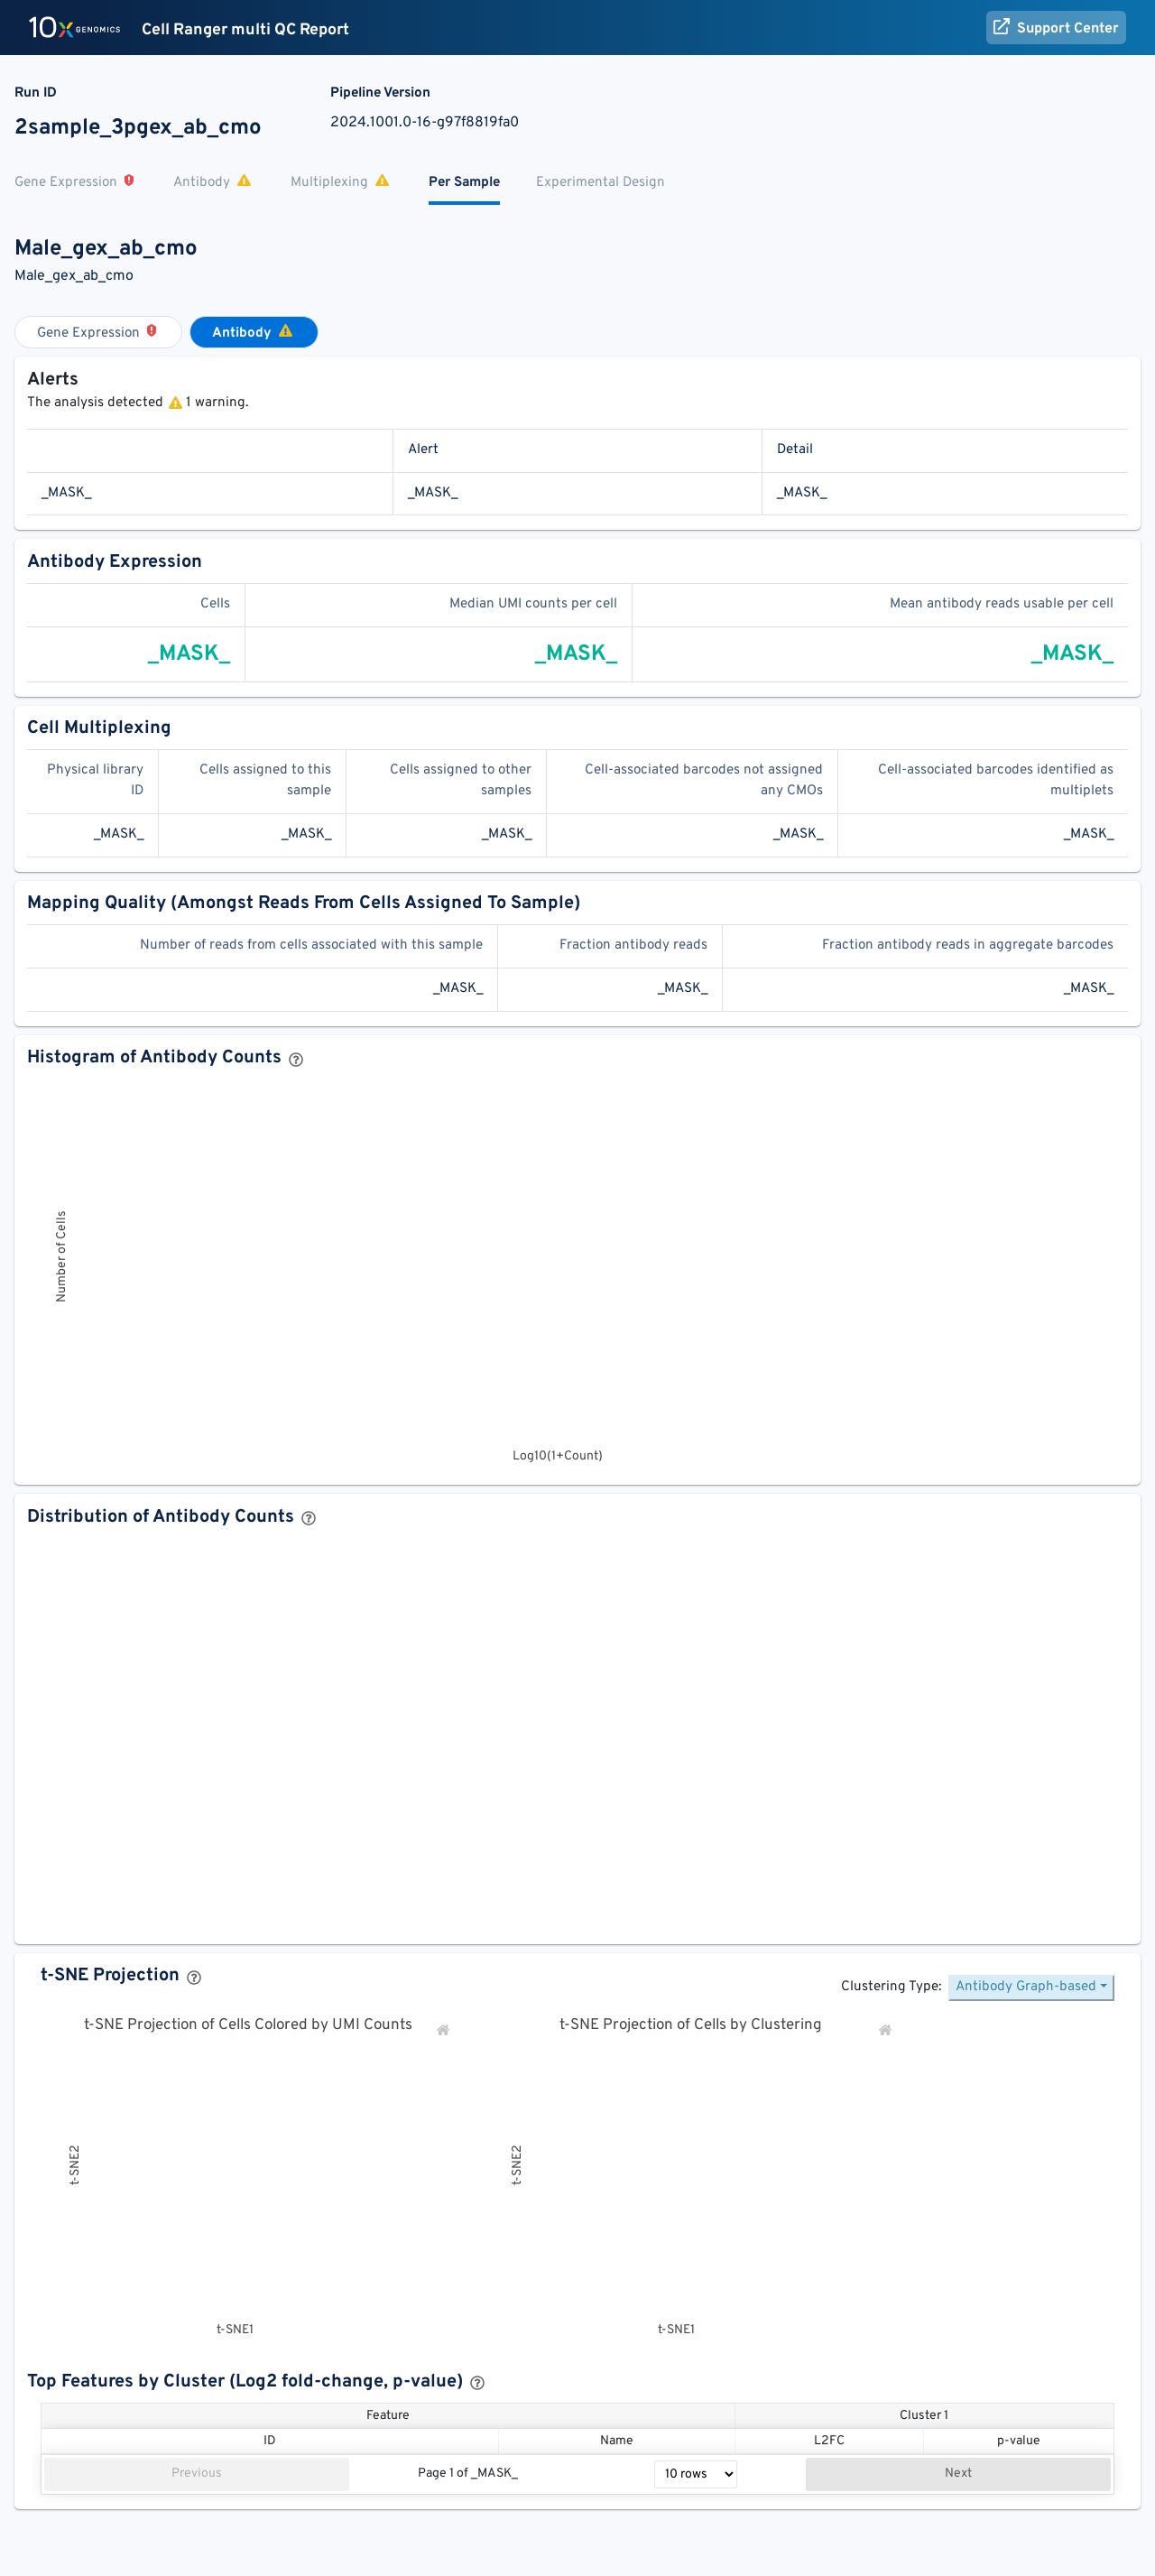 10x GENOMICS Cell Ranger multi QC Report Support Center
Run ID Pipeline Version
2sample_3pgex_ab_cmo 2024.1001.0-16-g97f8819fa0
Gene Expression Antibody Multiplexing Per Sample Experimental Design
Male_gex_ab_cmo
Male_gex_ab_cmo
Gene Expression Antibody
Alerts
The analysis detected 1 warning.
Alert Detail
_MASK_ _MASK_ _MASK_
Antibody Expression
Cells Median UMI counts per cell Mean antibody reads usable per cell
_MASK_ _MASK_ _MASK_
Cell Multiplexing
Physical library ID Cells assigned to this sample Cells assigned to other samples Cell-associated barcodes not assigned any CMOs Cell-associated barcodes identified as multiplets
_MASK_ _MASK_ _MASK_ _MASK_ _MASK_
Mapping Quality (Amongst Reads From Cells Assigned To Sample)
Number of reads from cells associated with this sample Fraction antibody reads Fraction antibody reads in aggregate barcodes
_MASK_ _MASK_ _MASK_
Histogram of Antibody Counts
Number of Cells
Log10(1+Count)
Distribution of Antibody Counts
t-SNE Projection
Clustering Type: Antibody Graph-based
t-SNE Projection of Cells Colored by UMI Counts t-SNE Projection of Cells by Clustering
t-SNE2 t-SNE2
t-SNE1 t-SNE1
Top Features by Cluster (Log2 fold-change, p-value)
Feature Cluster 1
ID Name L2FC p-value
Previous Page 1 of _MASK_ 10 rows Next